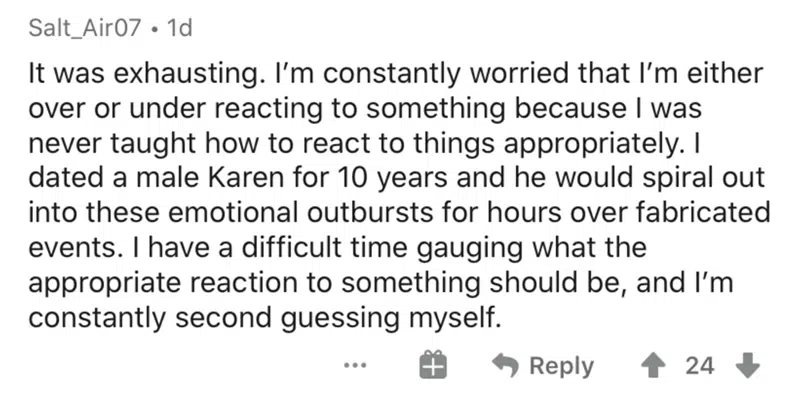 Salt_Air07 • 1d
It was exhausting. I'm constantly worried that I'm either
over or under reacting to something because I was
never taught how to react to things appropriately. I
dated a male Karen for 10 years and he would spiral out
into these emotional outbursts for hours over fabricated
events. I have a difficult time gauging what the
appropriate reaction to something should be, and I'm
constantly second guessing myself.
... Reply 24